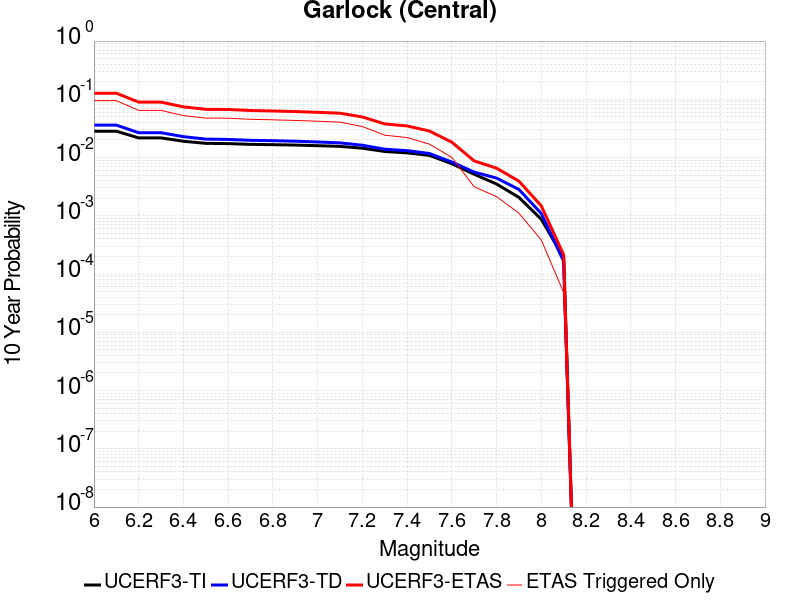 Garlock (Central)
10 Year Probability
10^0
10^-1
10^-2
10^-3
10^-4
10^-5
10^-6
10^-7
10^-8
6 6.2 6.4 6.6 6.8 7 7.2 7.4 7.6 7.8 8 8.2 8.4 8.6 8.8 9
Magnitude
UCERF3-TI UCERF3-TD UCERF3-ETAS ETAS Triggered Only